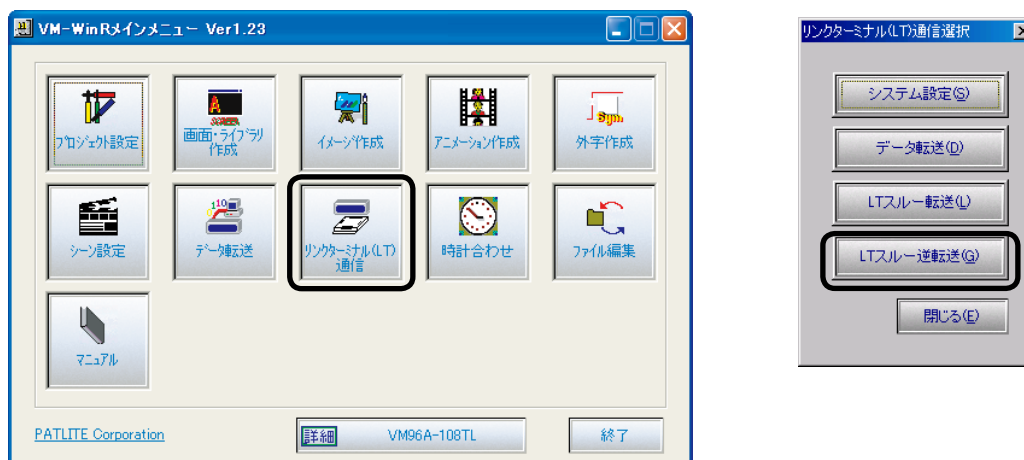 VM-WinRメインメニュー Ver1.23
プロジェクト設定
A
SCREEN
画面・ライブラリ
作成
イメージ作成
アニメーション作成
Sym.
外字作成
シーン設定
110
データ転送
リンクターミナル(LT)
通信
時計合わせ
ファイル編集
マニュアル
PATLITE Corporation
詳細
VM96A-108TL
終了
リンクターミナル(LT)通信選択
システム設定(S)
データ転送(D)
LTスルー転送(L)
LTスルー逆転送(G)
閉じる(E)